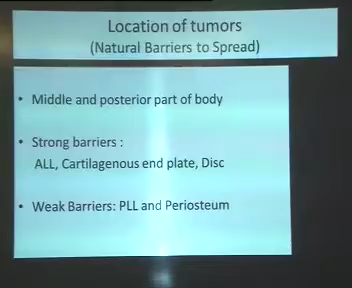 Location of tumors
(Natural Barriers to Spread)
• Middle and posterior part of body
• Strong barriers :
ALL, Cartilagenous end plate, Disc
• Weak Barriers: PLL and Periosteum